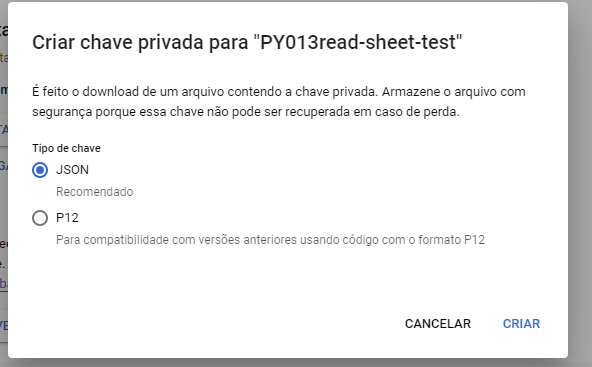 Criar chave privada para "PY013read-sheet-test"
É feito o download de um arquivo contendo a chave privada. Armazene o arquivo com
segurança porque essa chave não pode ser recuperada em caso de perda.
Tipo de chave
JSON
Recomendado
P12
Para compatibilidade com versões anteriores usando código com o formato P12
CANCELAR
CRIAR